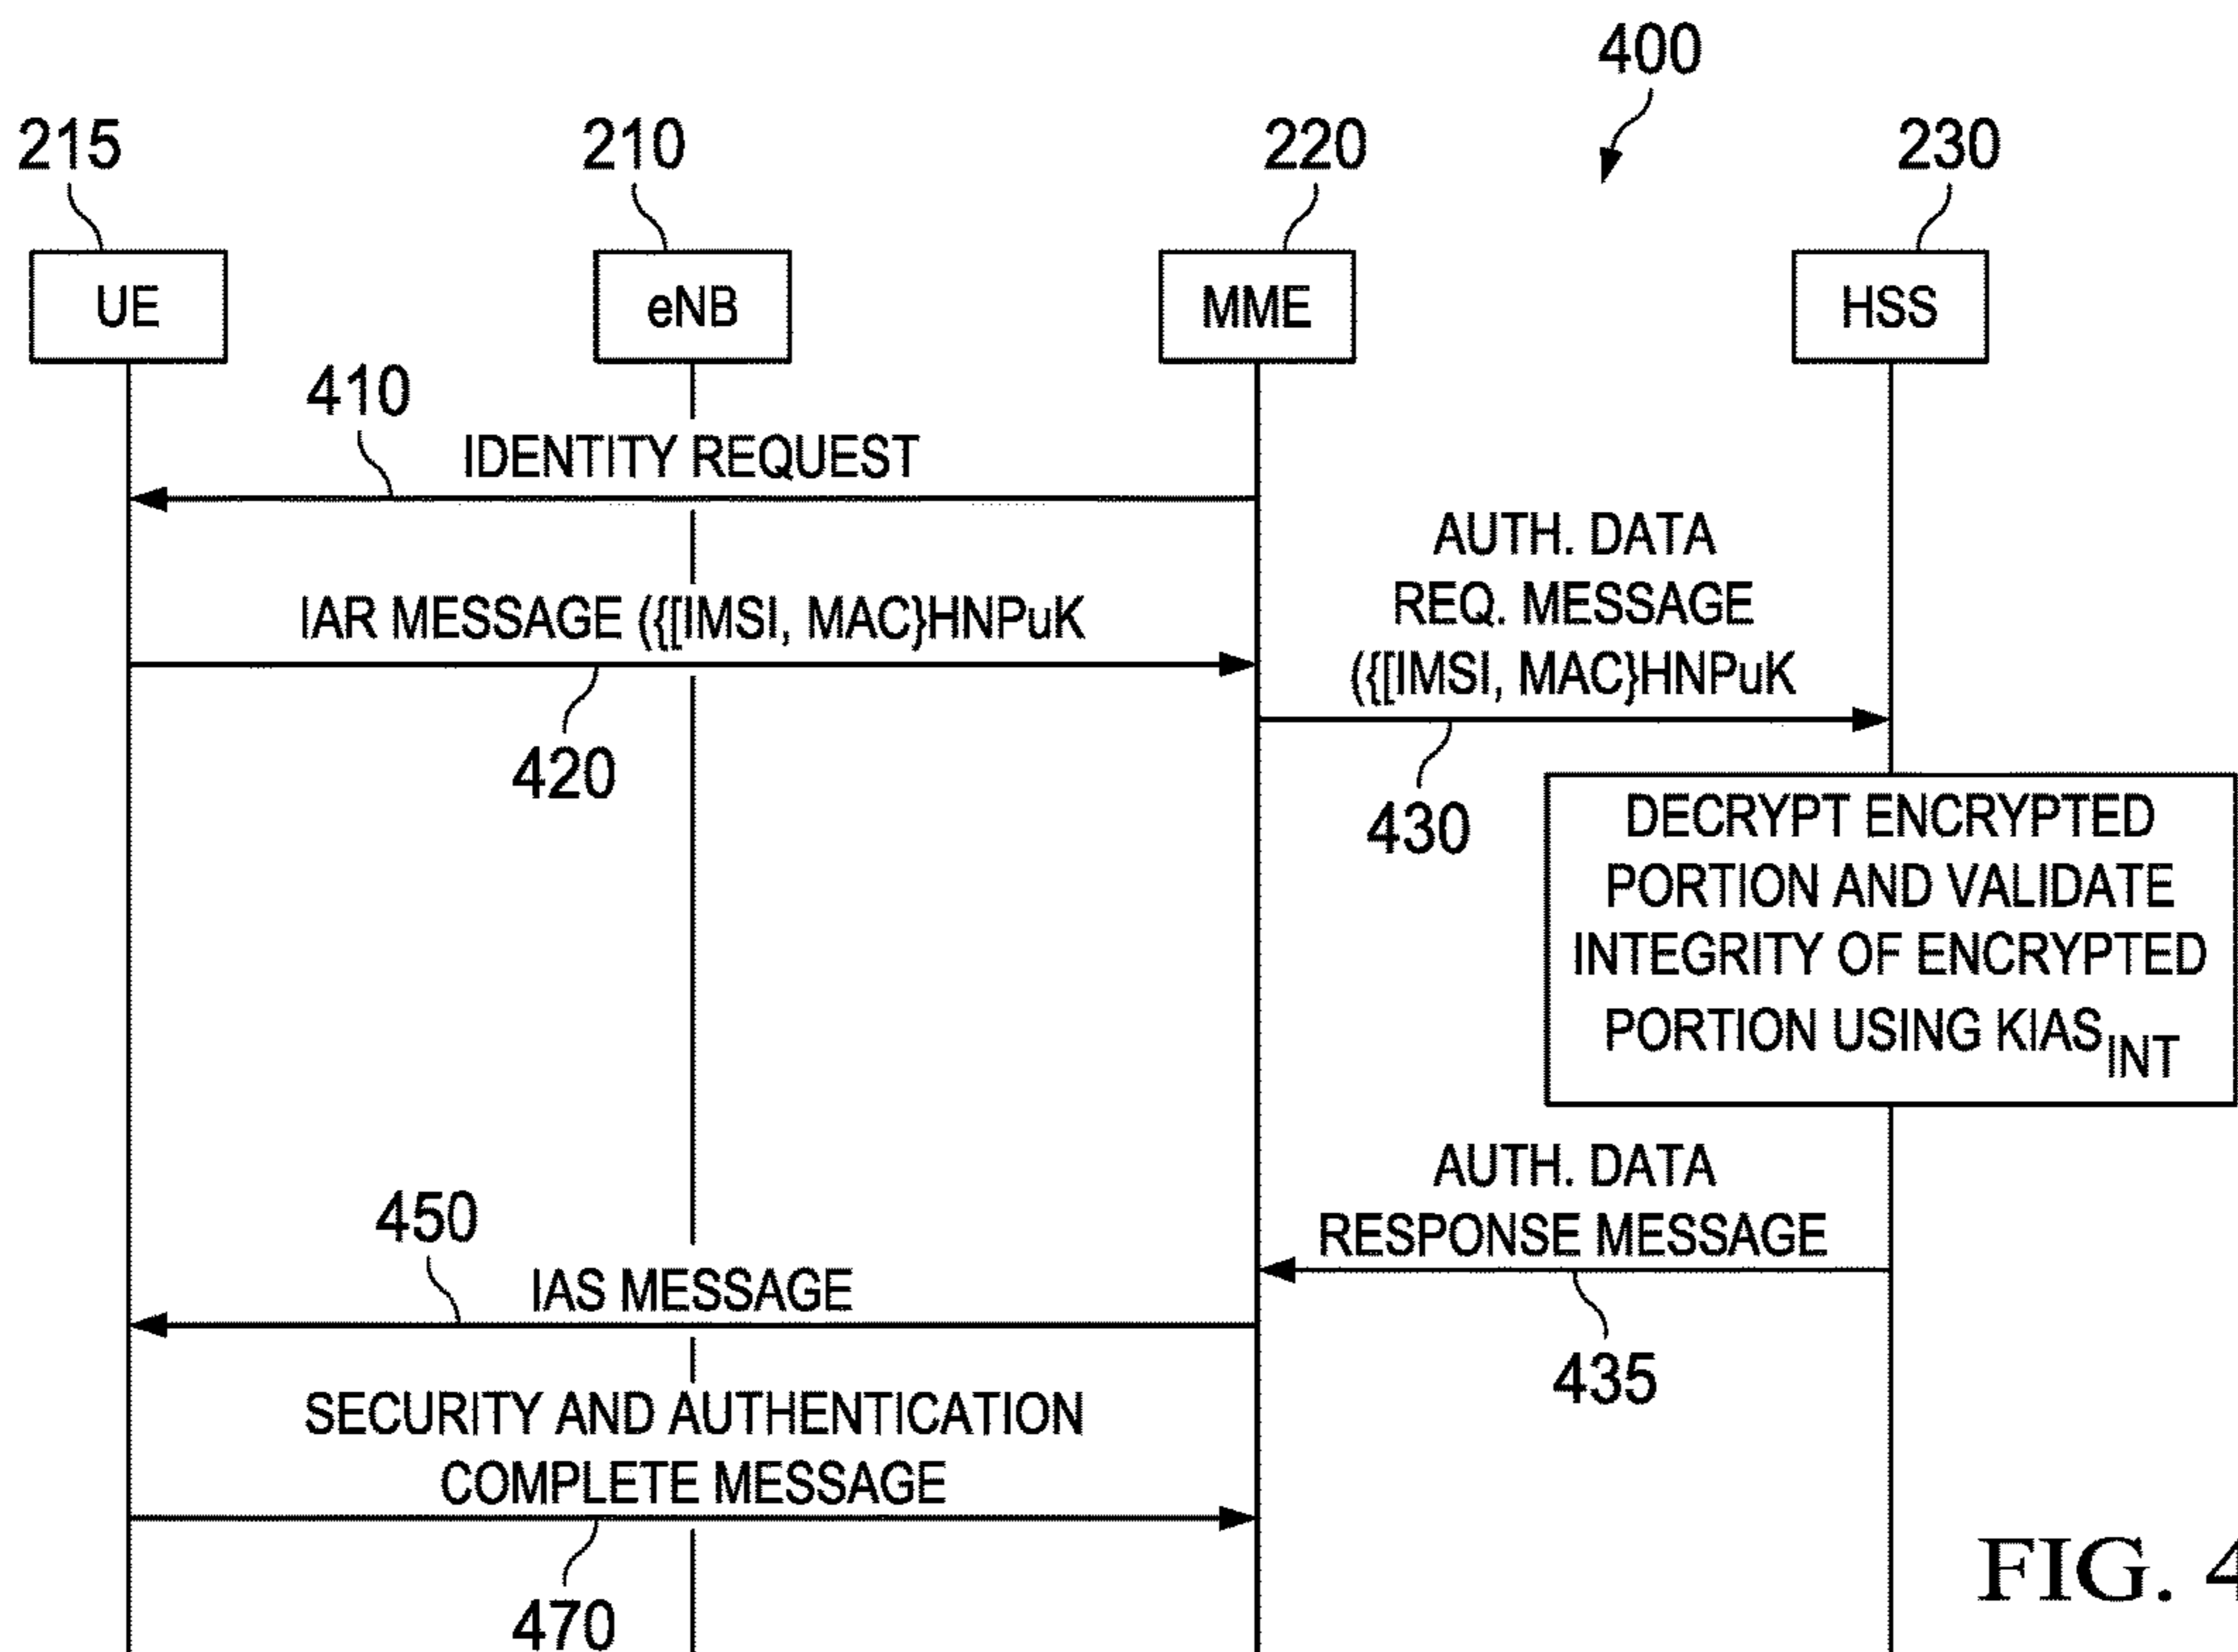 400
215
210
220
230
UE
eNB
MME
HSS
410
IDENTITY REQUEST
IAR MESSAGE ({[IMSI, MAC}HNPuK
420
AUTH. DATA
REQ. MESSAGE
({[IMSI, MAC}HNPuK
430
DECRYPT ENCRYPTED
PORTION AND VALIDATE
INTEGRITY OF ENCRYPTED
PORTION USING KIAS INT
AUTH. DATA
RESPONSE MESSAGE
435
450
IAS MESSAGE
SECURITY AND AUTHENTICATION
COMPLETE MESSAGE
470
FIG. 4